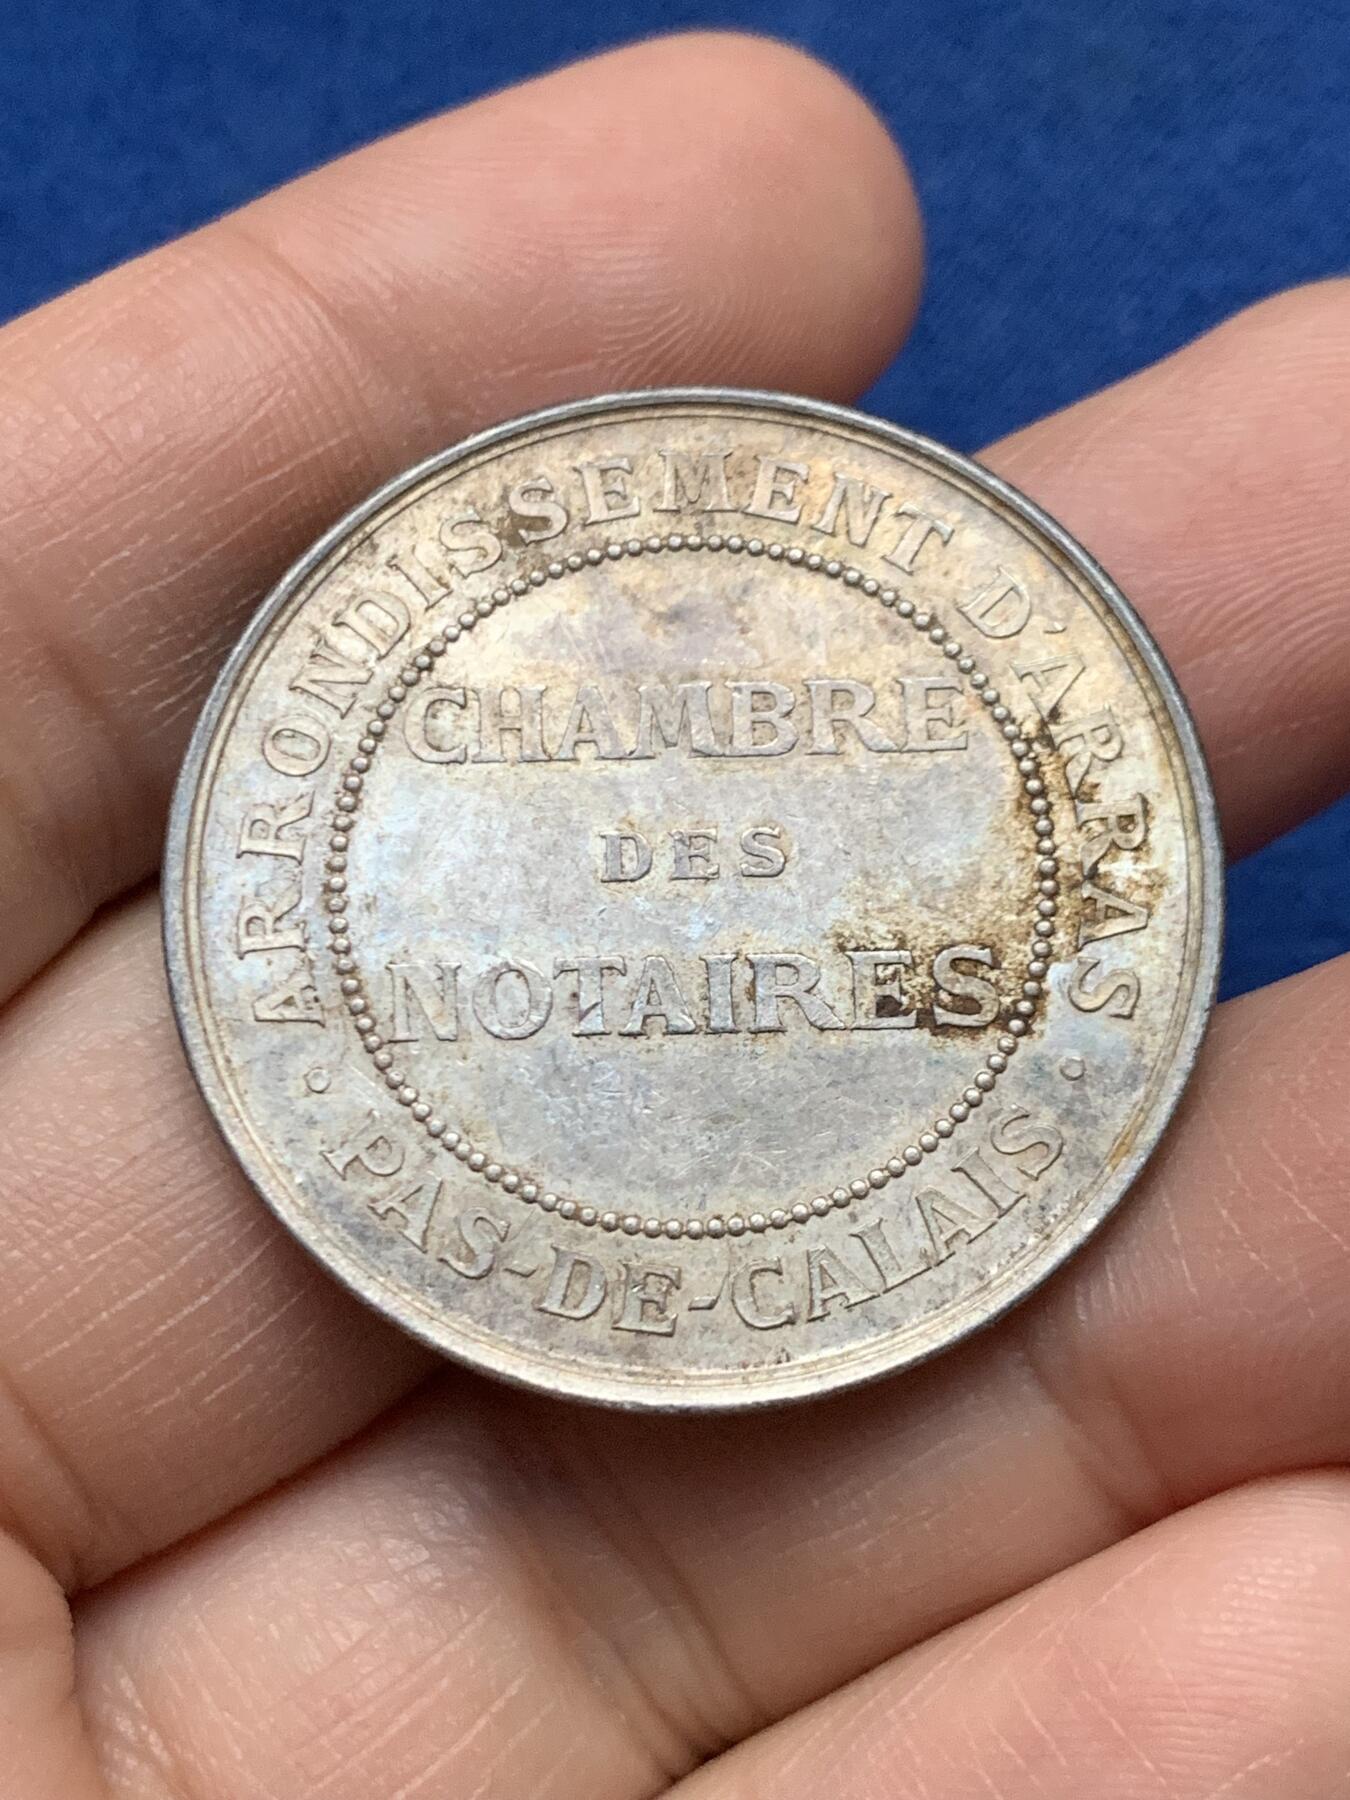 ARRONDISSEMENT D'ARRAS
CHAMBRE
DES
NOTAIRES
· PAS-DE-CALAIS ·